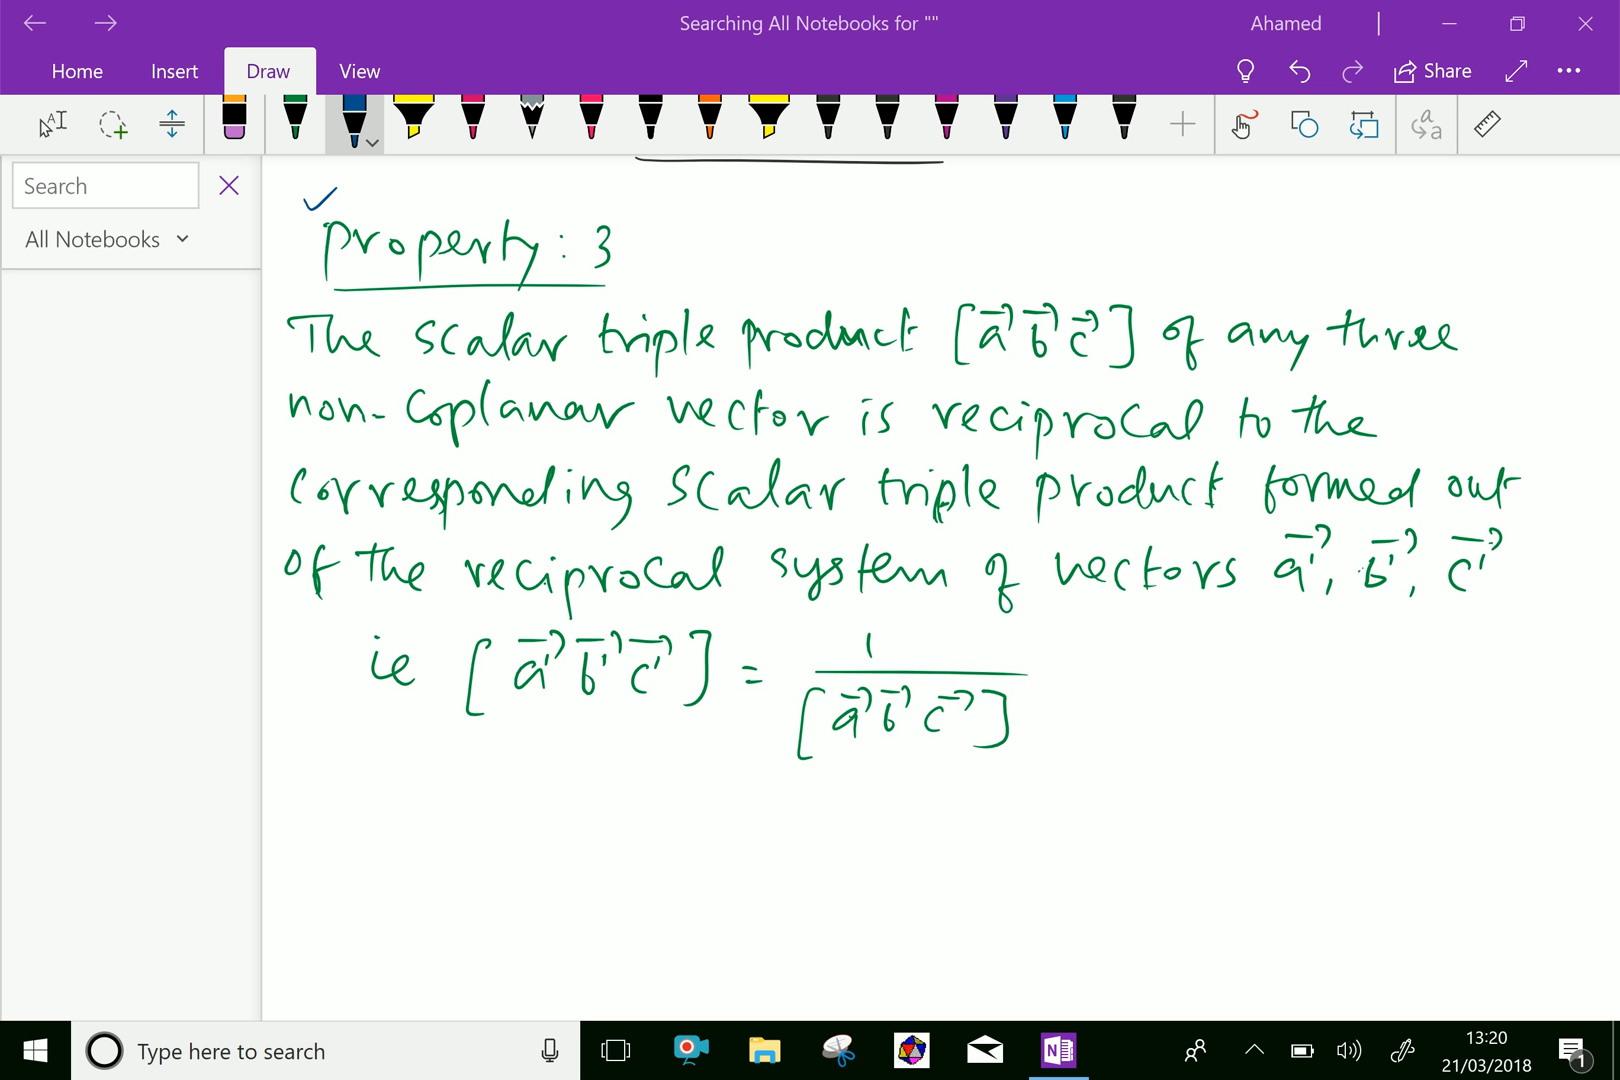 Searching All Notebooks for ""
Ahamed
Home Insert Draw View
Share
Search
All Notebooks
Property: 3
The scalar triple product [a⃗ b⃗ c⃗] of any three
non-coplanar vector is reciprocal to the
corresponding scalar triple product formed out
of the reciprocal system of vectors a⃗', b⃗', c⃗'
ie [a⃗' b⃗' c⃗'] = 1 / [a⃗ b⃗ c⃗]
Type here to search
13:20
21/03/2018
1